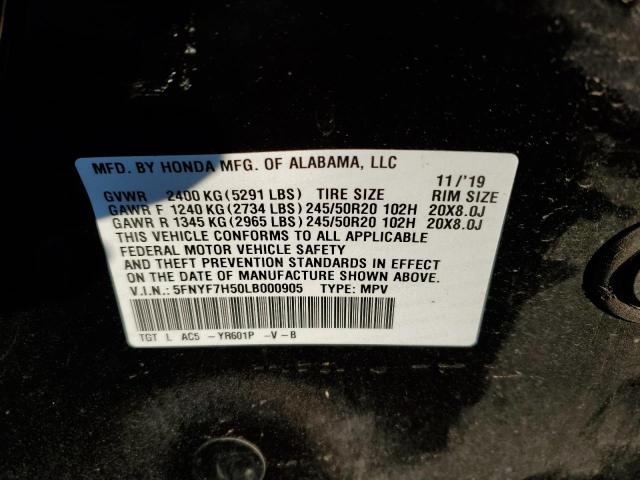 MFD. BY HONDA MFG. OF ALABAMA, LLC
11/'19
GVWR 2400 KG (5291 LBS) TIRE SIZE RIM SIZE
GAWR F 1240 KG (2734 LBS) 245/50R20 102H 20X8.0J
GAWR R 1345 KG (2965 LBS) 245/50R20 102H 20X8.0J
THIS VEHICLE CONFORMS TO ALL APPLICABLE
FEDERAL MOTOR VEHICLE SAFETY
AND THEFT PREVENTION STANDARDS IN EFFECT
ON THE DATE OF MANUFACTURE SHOWN ABOVE.
V.I.N.: 5FNYF7H50LB000905 TYPE: MPV
TGT L AC5 -YR601P -V-B